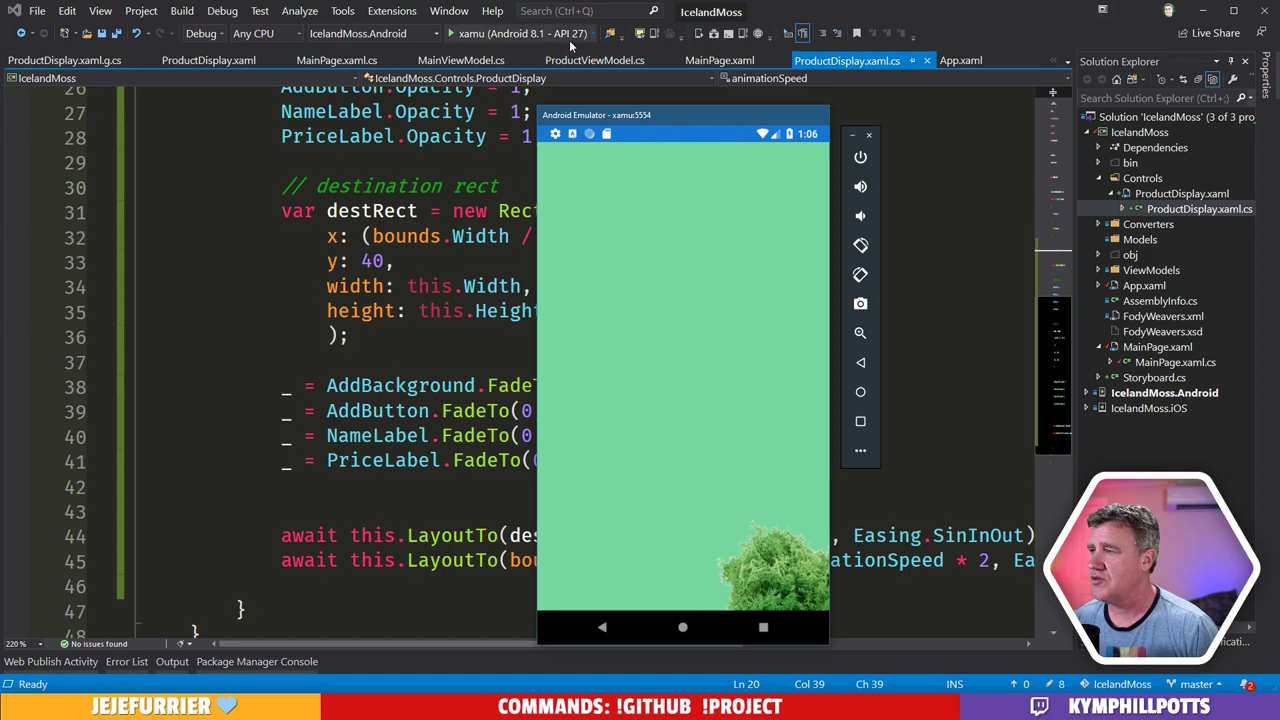 File Edit View Git Project Build Debug Test Analyze Tools Extensions Window Help Search (Ctrl+Q) IcelandMoss
Debug Any CPU IcelandMoss.Android xamu (Android 8.1 - API 27) Live Share
ProductDisplay.xaml.g.cs ProductDisplay.xaml MainPage.xaml.cs MainViewModel.cs ProductViewModel.cs MainPage.xaml ProductDisplay.xaml.cs App.xaml
IcelandMoss IcelandMoss.Controls.ProductDisplay animationSpeed
26 AddButton.Opacity = 1;
27 NameLabel.Opacity = 1;
28 PriceLabel.Opacity = 1
29
30 // destination rect
31 var destRect = new Rect
32 x: (bounds.Width /
33 y: 40,
34 width: this.Width,
35 height: this.Height
36 );
37
38 _ = AddBackground.FadeT
39 _ = AddButton.FadeTo(0
40 _ = NameLabel.FadeTo(0
41 _ = PriceLabel.FadeTo(
42
43
44 await this.LayoutTo(des , Easing.SinInOut)
45 await this.LayoutTo(bou ationSpeed * 2, Ea
46
47 }
48 }
Android Emulator - xamu:5554
1:06
Solution Explorer
Search Solution Explorer (Ctrl+;)
Solution 'IcelandMoss' (3 of 3 proj
IcelandMoss
Dependencies
bin
Controls
ProductDisplay.xaml
ProductDisplay.xaml.cs
Converters
Models
obj
ViewModels
App.xaml
AssemblyInfo.cs
FodyWeavers.xml
FodyWeavers.xsd
MainPage.xaml
MainPage.xaml.cs
Storyboard.cs
IcelandMoss.Android
IcelandMoss.iOS
Properties
220 % No issues found
Web Publish Activity Error List Output Package Manager Console
Ready Ln 20 Col 39 Ch 39 INS 0 8 IcelandMoss master 2
JEJEFURRIER
COMMANDS: !GITHUB !PROJECT
KYMPHILLPOTTS